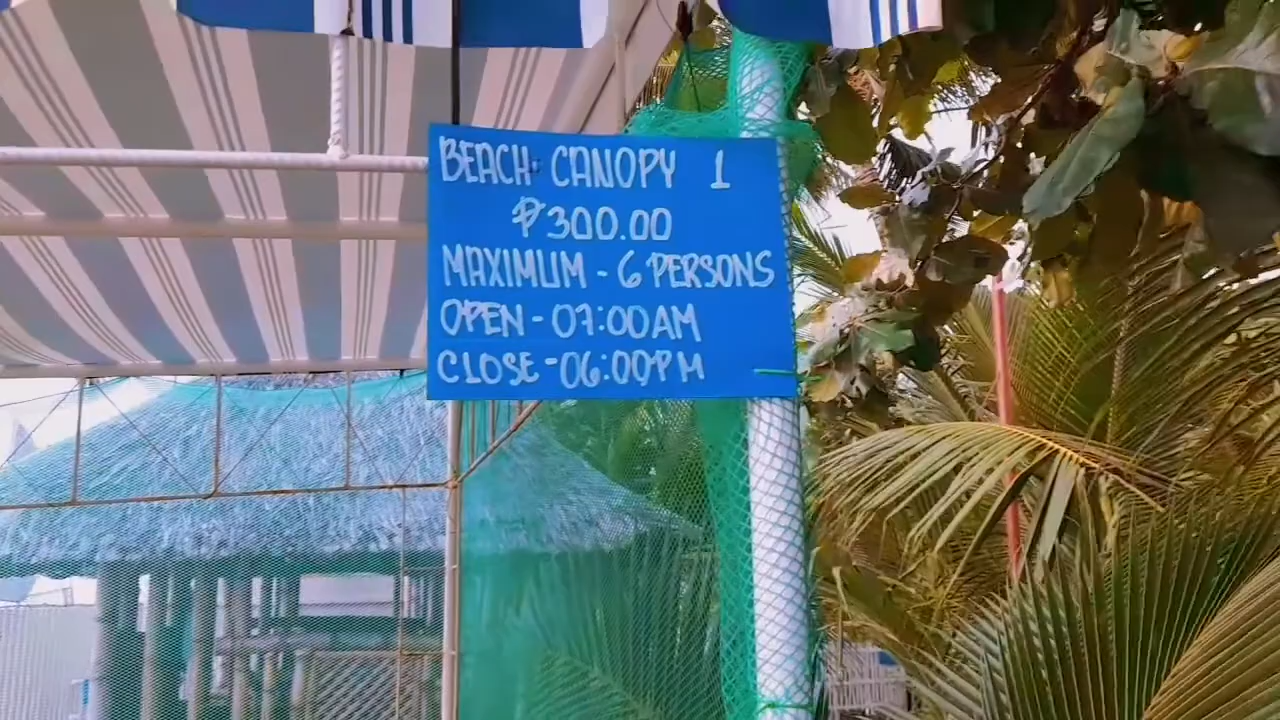 BEACH CANOPY 1
₱300.00
MAXIMUM - 6 PERSONS
OPEN - 07:00AM
CLOSE - 06:00PM